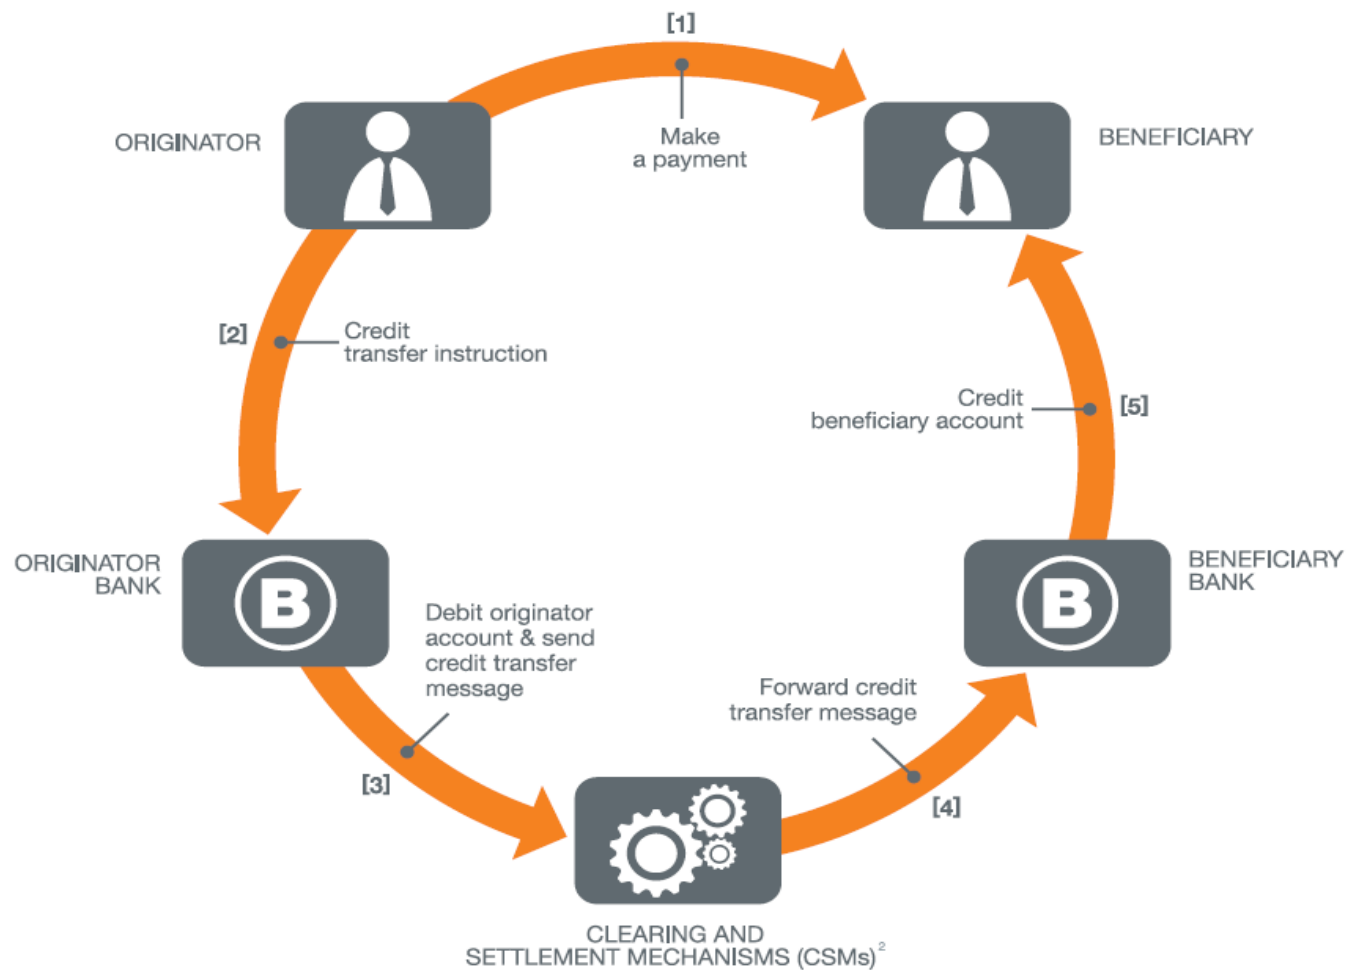 [1]
Make
a payment
ORIGINATOR
BENEFICIARY
[2]
Credit
transfer instruction
Credit
beneficiary account
[5]
ORIGINATOR
BANK
B
B
BENEFICIARY
BANK
Debit originator
account & send
credit transfer
message
[3]
Forward credit
transfer message
[4]
CLEARING AND
SETTLEMENT MECHANISMS (CSMs)²